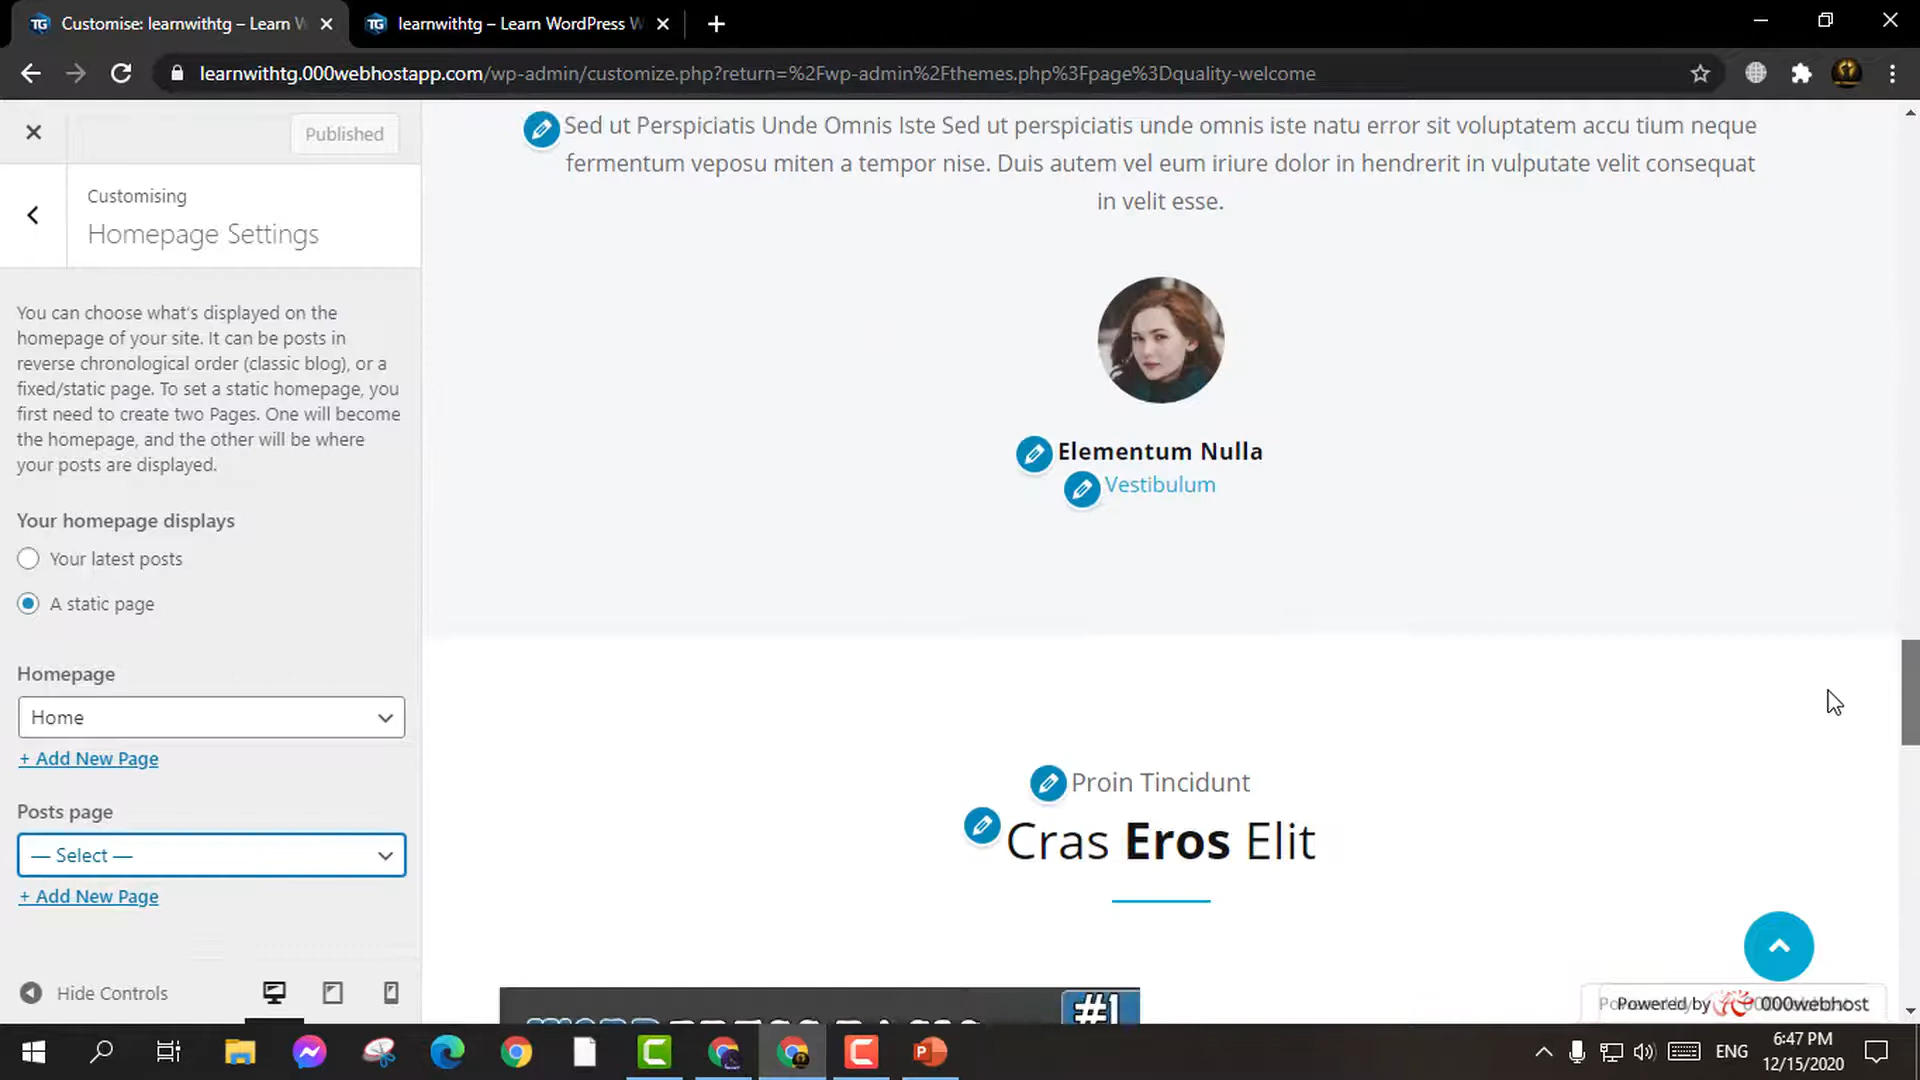 Customise: learnwithtg – Learn W
learnwithtg – Learn WordPress W
learnwithtg.000webhostapp.com/wp-admin/customize.php?return=%2Fwp-admin%2Fthemes.php%3Fpage%3Dquality-welcome
Published
Customising
Homepage Settings
You can choose what's displayed on the
homepage of your site. It can be posts in
reverse chronological order (classic blog), or a
fixed/static page. To set a static homepage, you
first need to create two Pages. One will become
the homepage, and the other will be where
your posts are displayed.
Your homepage displays
Your latest posts
A static page
Homepage
Home
+ Add New Page
Posts page
— Select —
+ Add New Page
Hide Controls
Sed ut Perspiciatis Unde Omnis Iste Sed ut perspiciatis unde omnis iste natu error sit voluptatem accu tium neque
fermentum veposu miten a tempor nise. Duis autem vel eum iriure dolor in hendrerit in vulputate velit consequat
in velit esse.
Elementum Nulla
Vestibulum
Proin Tincidunt
Cras Eros Elit
#1
Powered by 000webhost
ENG
6:47 PM
12/15/2020